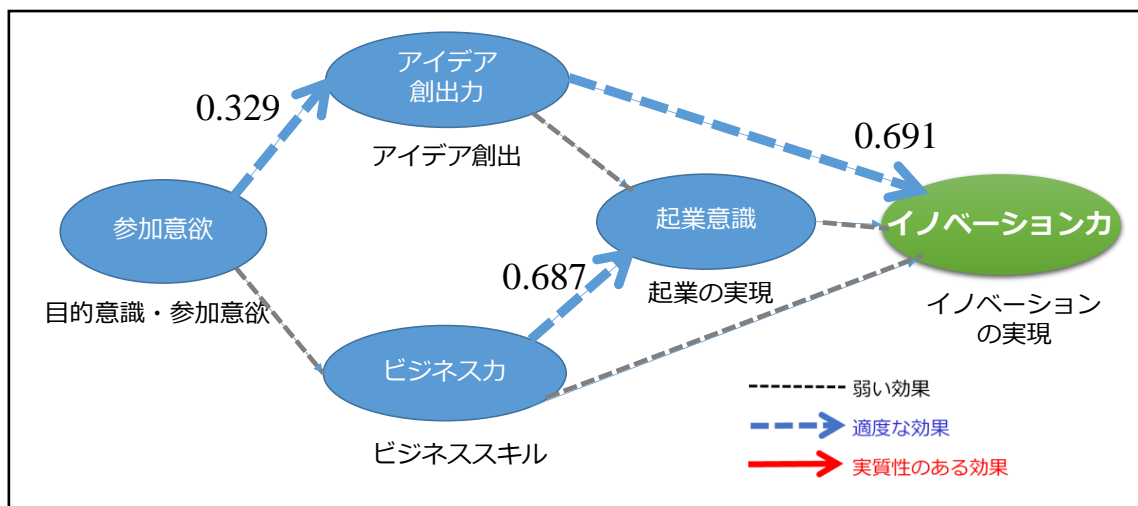 アイデア
創出力
0.329
アイデア創出
0.691
参加意欲
起業意識
イノベーション力
目的意識・参加意欲
0.687
起業の実現
イノベーション
の実現
ビジネス力
ビジネススキル
弱い効果
適度な効果
実質性のある効果